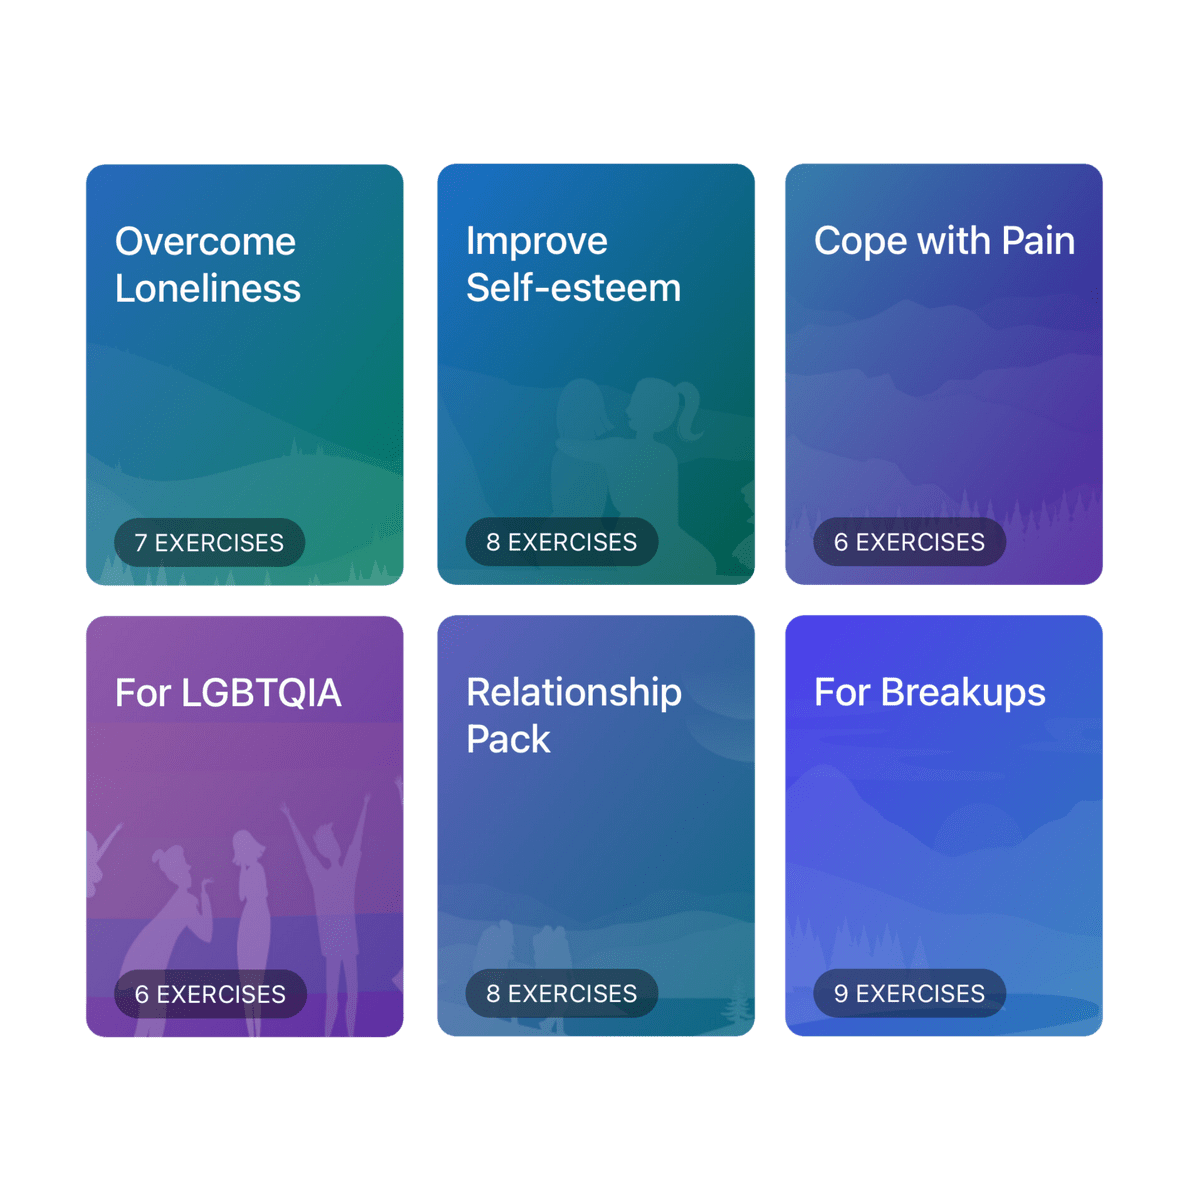 Overcome
Loneliness
7 EXERCISES
Improve
Self-esteem
8 EXERCISES
Cope with Pain
6 EXERCISES
For LGBTQIA
6 EXERCISES
Relationship
Pack
8 EXERCISES
For Breakups
9 EXERCISES